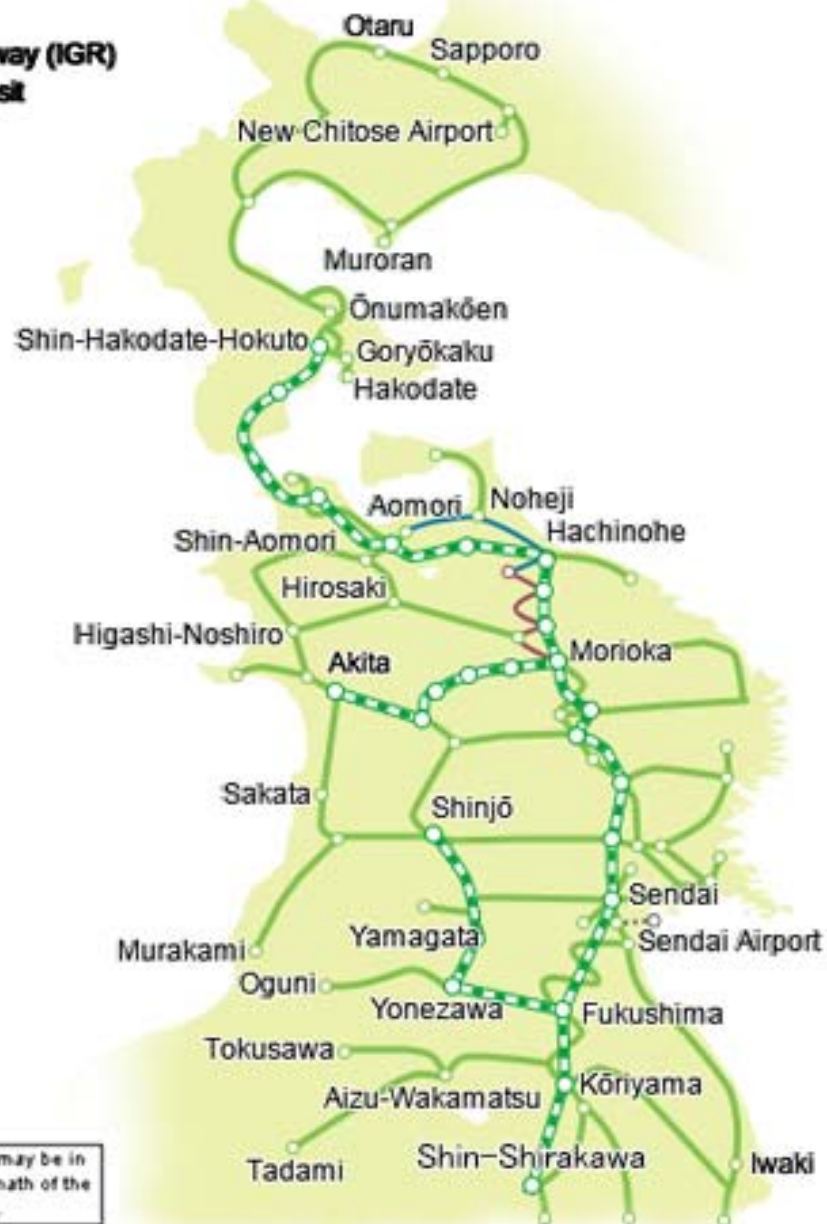 Otaru
way (IGR)
Sapporo
sit
New Chitose Airport
Muroran
Ōnumakōen
Shin-Hakodate-Hokuto
Goryōkaku
Hakodate
Aomori
Noheji
Hachinohe
Shin-Aomori
Hirosaki
Higashi-Noshiro
Morioka
Akita
Sakata
Shinjō
Sendai
Yamagata
Sendai Airport
Murakami
Oguni
Yonezawa
Fukushima
Tokusawa
Kōriyama
Aizu-Wakamatsu
Shin-Shirakawa
Iwaki
Tadami
may be in
math of the